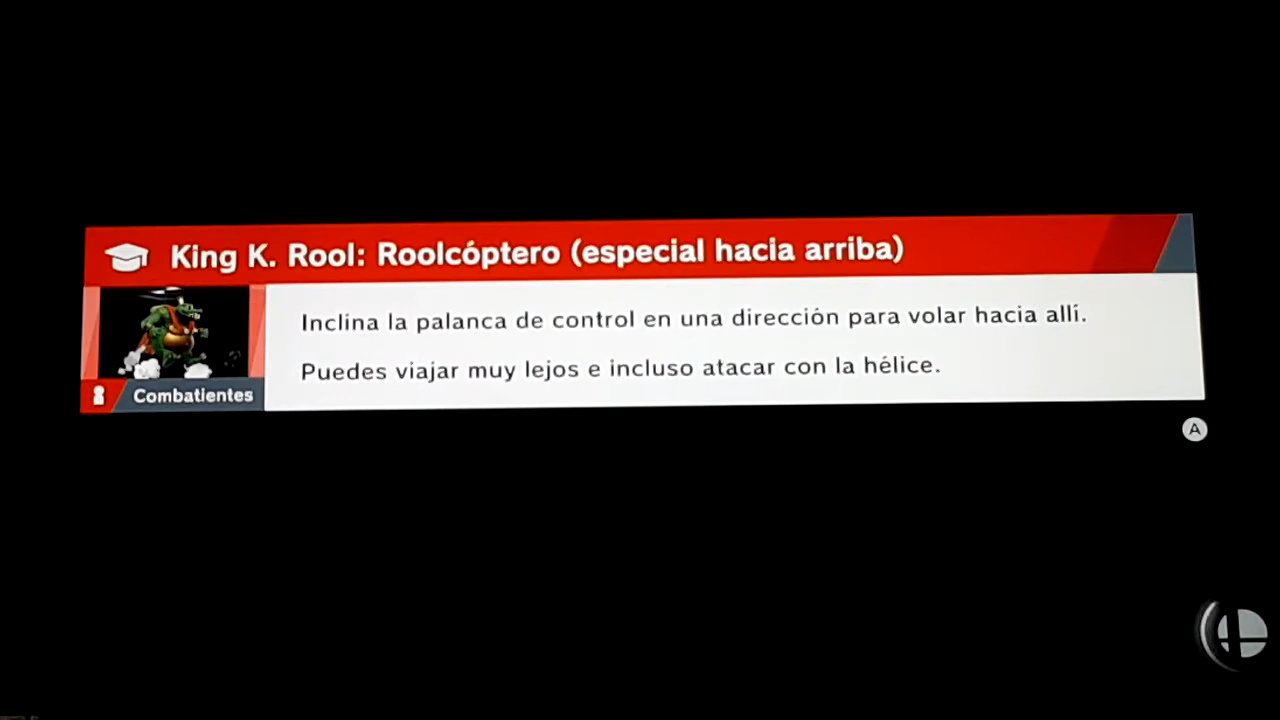 King K. Rool: Roolcóptero (especial hacia arriba)
Inclina la palanca de control en una dirección para volar hacia allí.
Puedes viajar muy lejos e incluso atacar con la hélice.
Combatientes
A